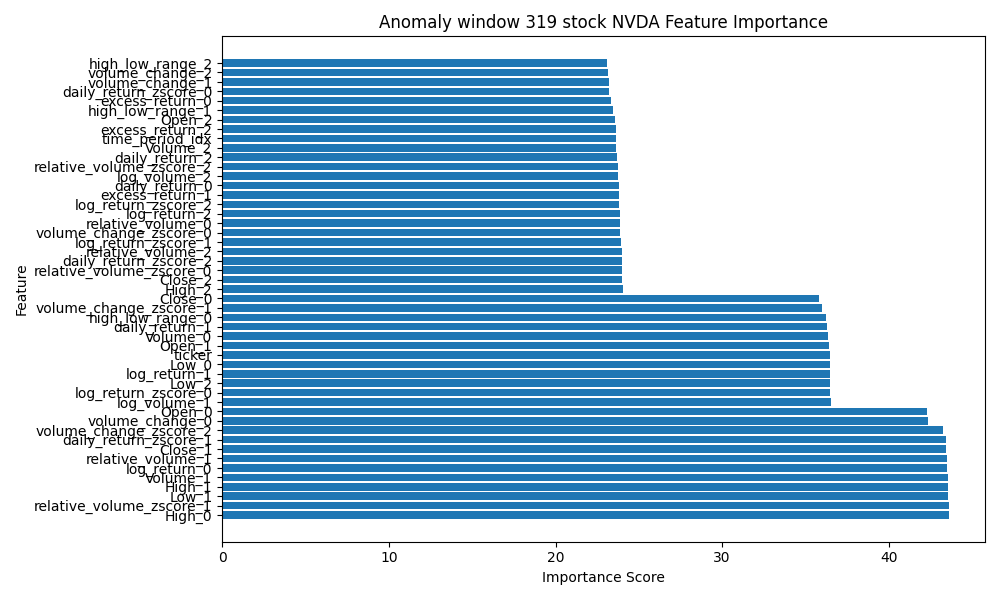 Anomaly window 319 stock NVDA Feature Importance
high_low_range_2
volume_change_2
volume_change_1
daily_return_zscore_0
excess_return_0
high_low_range_1
Open_2
excess_return_2
time_period_idx
Volume_2
daily_return_2
relative_volume_zscore_2
log_volume_2
daily_return_0
excess_return_1
log_return_zscore_2
log_return_2
relative_volume_0
volume_change_zscore_0
log_return_zscore_1
relative_volume_2
daily_return_zscore_2
relative_volume_zscore_0
Close_2
High_2
Close_0
volume_change_zscore_1
high_low_range_0
daily_return_1
Volume_0
Open_1
ticker
Low_0
log_return_1
Low_2
log_return_zscore_0
log_volume_1
Open_0
volume_change_0
volume_change_zscore_2
daily_return_zscore_1
Close_1
relative_volume_1
log_return_0
Volume_1
High_1
Low_1
relative_volume_zscore_1
High_0
Feature
0 10 20 30 40
Importance Score